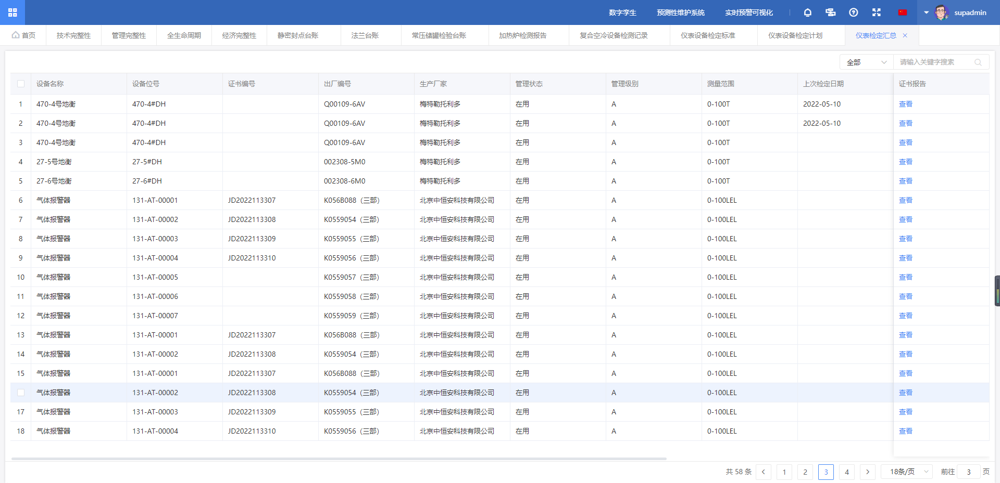 数字孪生 预测性维护系统 实时预警可视化 supadmin
首页 技术完整性 管理完整性 全生命周期 经济完整性 静密封点台账 法兰台账 常压储罐检验台账 加热炉检测报告 复合空冷设备检测记录 仪表设备检定标准 仪表设备检定计划 仪表检定汇总
全部 请输入关键字搜索
设备名称 设备位号 证书编号 出厂编号 生产厂家 管理状态 管理级别 测量范围 上次检定日期 证书报告
1 470-4号地衡 470-4#DH Q00109-6AV 梅特勒托利多 在用 A 0-100T 2022-05-10 查看
2 470-4号地衡 470-4#DH Q00109-6AV 梅特勒托利多 在用 A 0-100T 2022-05-10 查看
3 470-4号地衡 470-4#DH Q00109-6AV 梅特勒托利多 在用 A 0-100T 查看
4 27-5号地衡 27-5#DH 002308-5M0 梅特勒托利多 在用 A 0-100T 查看
5 27-6号地衡 27-6#DH 002308-6M0 梅特勒托利多 在用 A 0-100T 查看
6 气体报警器 131-AT-00001 JD2022113307 K056B088（三部） 北京中恒安科技有限公司 在用 A 0-100LEL 查看
7 气体报警器 131-AT-00002 JD2022113308 K0559054（三部） 北京中恒安科技有限公司 在用 A 0-100LEL 查看
8 气体报警器 131-AT-00003 JD2022113309 K0559055（三部） 北京中恒安科技有限公司 在用 A 0-100LEL 查看
9 气体报警器 131-AT-00004 JD2022113310 K0559056（三部） 北京中恒安科技有限公司 在用 A 0-100LEL 查看
10 气体报警器 131-AT-00005 K0559057（三部） 北京中恒安科技有限公司 在用 A 0-100LEL 查看
11 气体报警器 131-AT-00006 K0559058（三部） 北京中恒安科技有限公司 在用 A 0-100LEL 查看
12 气体报警器 131-AT-00007 K0559059（三部） 北京中恒安科技有限公司 在用 A 0-100LEL 查看
13 气体报警器 131-AT-00001 JD2022113307 K056B088（三部） 北京中恒安科技有限公司 在用 A 0-100LEL 查看
14 气体报警器 131-AT-00002 JD2022113308 K0559054（三部） 北京中恒安科技有限公司 在用 A 0-100LEL 查看
15 气体报警器 131-AT-00001 JD2022113307 K056B088（三部） 北京中恒安科技有限公司 在用 A 0-100LEL 查看
气体报警器 131-AT-00002 JD2022113308 K0559054（三部） 北京中恒安科技有限公司 在用 A 0-100LEL 查看
17 气体报警器 131-AT-00003 JD2022113309 K0559055（三部） 北京中恒安科技有限公司 在用 A 0-100LEL 查看
18 气体报警器 131-AT-00004 JD2022113310 K0559056（三部） 北京中恒安科技有限公司 在用 A 0-100LEL 查看
共 58 条 1 2 3 4 18条/页 前往 3 页